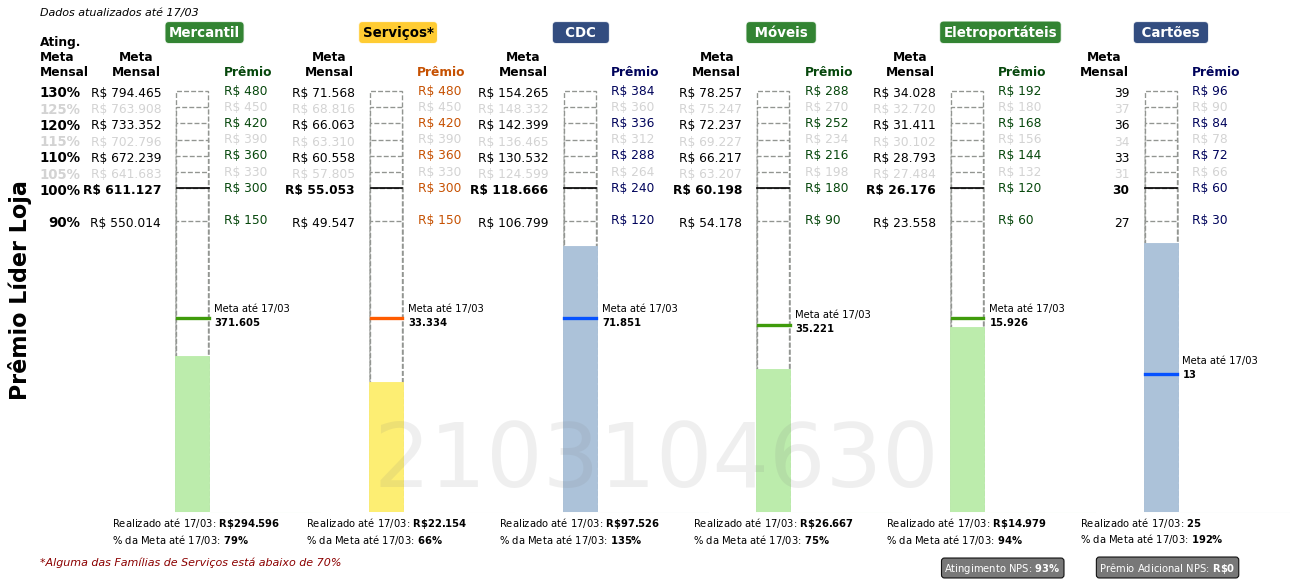 Dados atualizados até 17/03
Mercantil Serviços* CDC Móveis Eletroportáteis Cartões
Ating.
Meta Meta Meta Meta Meta Meta Meta
Mensal Mensal Prêmio Mensal Prêmio Mensal Prêmio Mensal Prêmio Mensal Prêmio Mensal Prêmio
130% R$ 794.465 R$ 480 R$ 71.568 R$ 480 R$ 154.265 R$ 384 R$ 78.257 R$ 288 R$ 34.028 R$ 192 39 R$ 96
125% R$ 763.908 R$ 450 R$ 68.816 R$ 450 R$ 148.332 R$ 360 R$ 75.247 R$ 270 R$ 32.720 R$ 180 37 R$ 90
120% R$ 733.352 R$ 420 R$ 66.063 R$ 420 R$ 142.399 R$ 336 R$ 72.237 R$ 252 R$ 31.411 R$ 168 36 R$ 84
115% R$ 702.796 R$ 390 R$ 63.310 R$ 390 R$ 136.465 R$ 312 R$ 69.227 R$ 234 R$ 30.102 R$ 156 34 R$ 78
110% R$ 672.239 R$ 360 R$ 60.558 R$ 360 R$ 130.532 R$ 288 R$ 66.217 R$ 216 R$ 28.793 R$ 144 33 R$ 72
105% R$ 641.683 R$ 330 R$ 57.805 R$ 330 R$ 124.599 R$ 264 R$ 63.207 R$ 198 R$ 27.484 R$ 132 31 R$ 66
100% R$ 611.127 R$ 300 R$ 55.053 R$ 300 R$ 118.666 R$ 240 R$ 60.198 R$ 180 R$ 26.176 R$ 120 30 R$ 60
90% R$ 550.014 R$ 150 R$ 49.547 R$ 150 R$ 106.799 R$ 120 R$ 54.178 R$ 90 R$ 23.558 R$ 60 27 R$ 30
Prêmio Líder Loja
Meta até 17/03 Meta até 17/03 Meta até 17/03 Meta até 17/03 Meta até 17/03
371.605 33.334 71.851 35.221 15.926
Meta até 17/03
13
2103104630
Realizado até 17/03: R$294.596 Realizado até 17/03: R$22.154 Realizado até 17/03: R$97.526 Realizado até 17/03: R$26.667 Realizado até 17/03: R$14.979 Realizado até 17/03: 25
% da Meta até 17/03: 79% % da Meta até 17/03: 66% % da Meta até 17/03: 135% % da Meta até 17/03: 75% % da Meta até 17/03: 94% % da Meta até 17/03: 192%
*Alguma das Famílias de Serviços está abaixo de 70%
Atingimento NPS: 93% Prêmio Adicional NPS: R$0